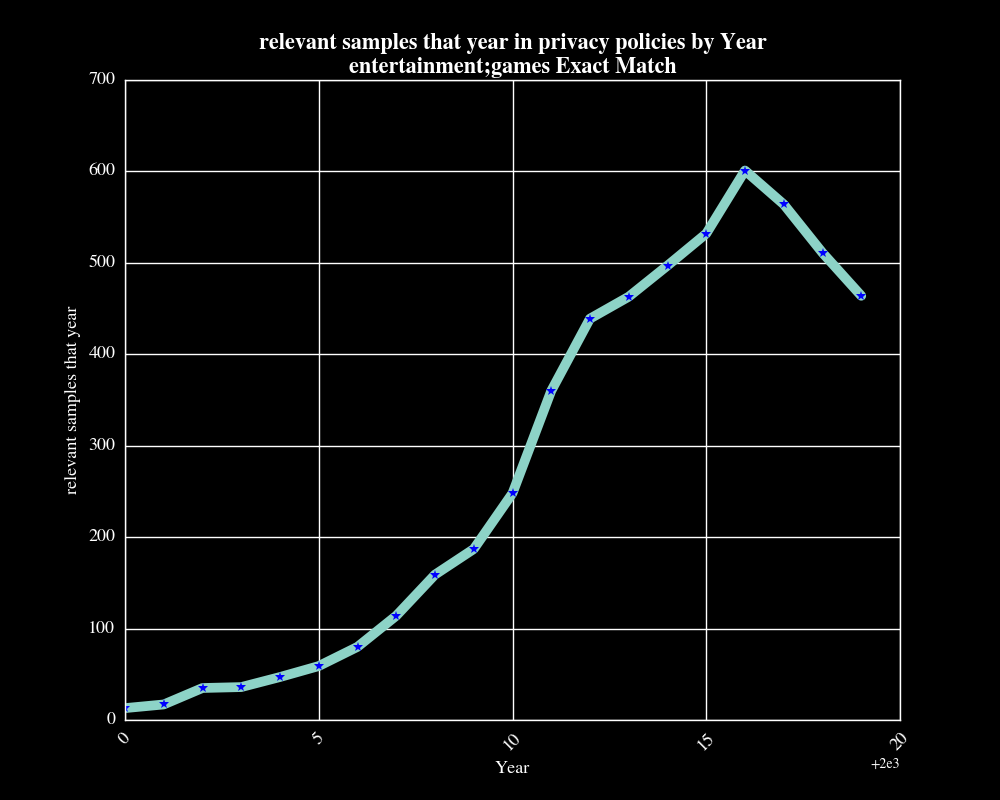 relevant samples that year in privacy policies by Year
entertainment;games Exact Match
700
600
500
400
300
200
100
0
relevant samples that year
0
5
10
15
20
+2e3
Year